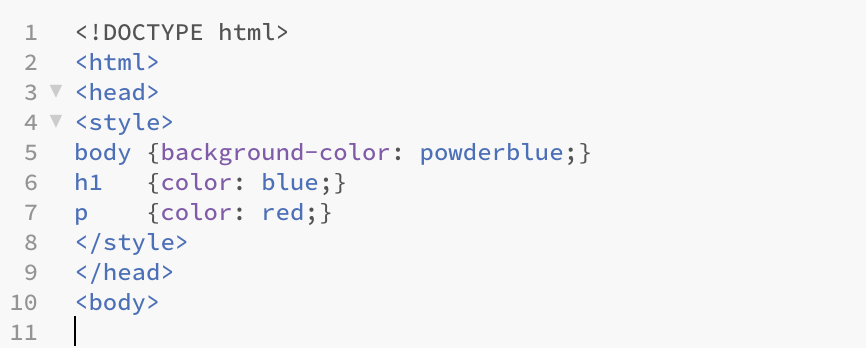 1 <!DOCTYPE html>
2 <html>
3 <head>
4 <style>
5 body {background-color: powderblue;}
6 h1   {color: blue;}
7 p    {color: red;}
8 </style>
9 </head>
10 <body>
11